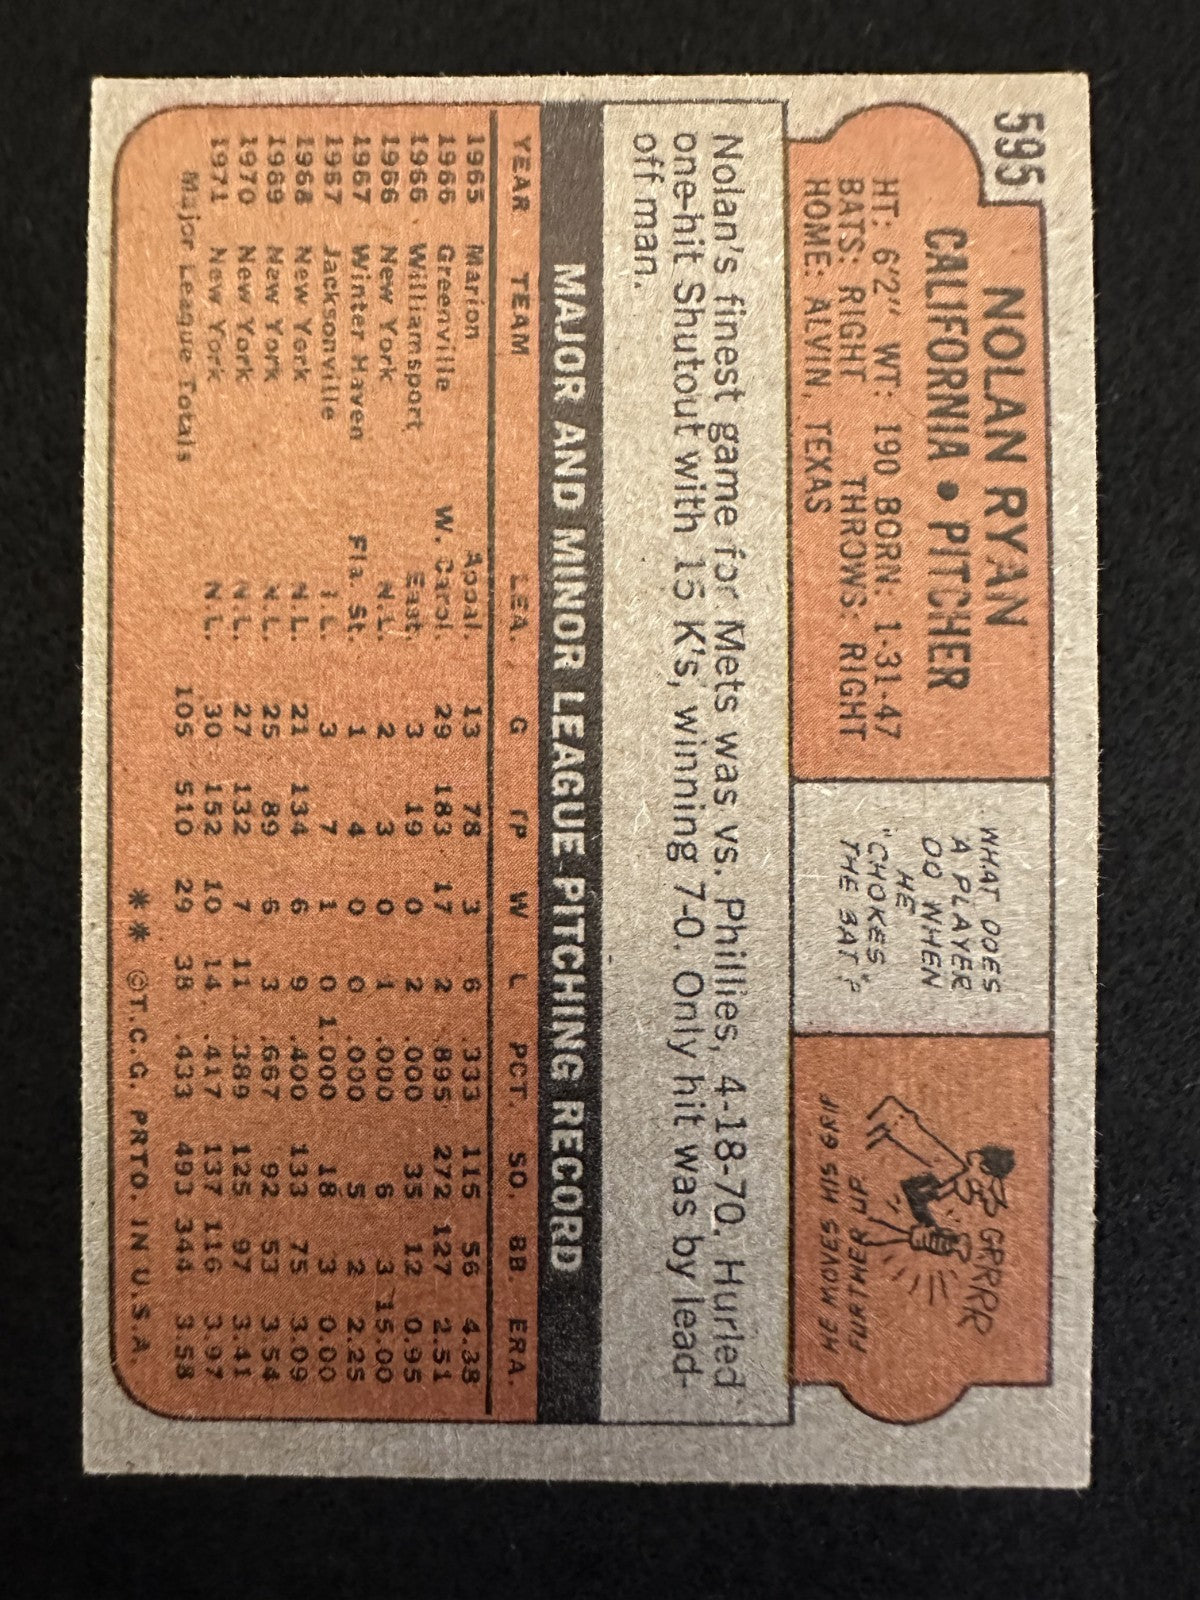 595
NOLAN RYAN
CALIFORNIA • PITCHER
HT: 6'2" WT: 190 BORN: 1-31-47
BATS: RIGHT THROWS: RIGHT
HOME: ALVIN, TEXAS
WHAT DOES
A PLAYER
DO WHEN
HE
"CHOKES
THE BAT"?
GRRRR
HE MOVES HIS GRIP
FURTHER UP
Nolan's finest game for Mets was vs. Phillies, 4-18-70. Hurled
one-hit Shutout with 15 K's, winning 7-0. Only hit was by lead-
off man.
MAJOR AND MINOR LEAGUE PITCHING RECORD
YEAR TEAM LEA. G IP W L PCT. SO. BB. ERA.
1965 Marion Appal. 13 78 3 6 .333 115 56 4.38
1966 Greenville W. Carol. 29 183 17 2 .895 272 127 2.51
1966 Williamsport East. 3 19 0 2 .000 35 12 0.95
1966 New York N.L. 2 3 0 1 .000 6 3 15.00
1967 Winter Haven Fla. St. 1 4 0 0 .000 5 2 2.25
1967 Jacksonville I.L. 3 7 1 0 1.000 18 3 0.00
1968 New York N.L. 21 134 6 9 .400 133 75 3.09
1969 New York N.L. 25 89 6 3 .667 92 53 3.54
1970 New York N.L. 27 132 7 11 .389 125 97 3.41
1971 New York N.L. 30 152 10 14 .417 137 116 3.97
Major League Totals 105 510 29 38 .433 493 344 3.58
** ©T.C.G. PRTD. IN U.S.A.